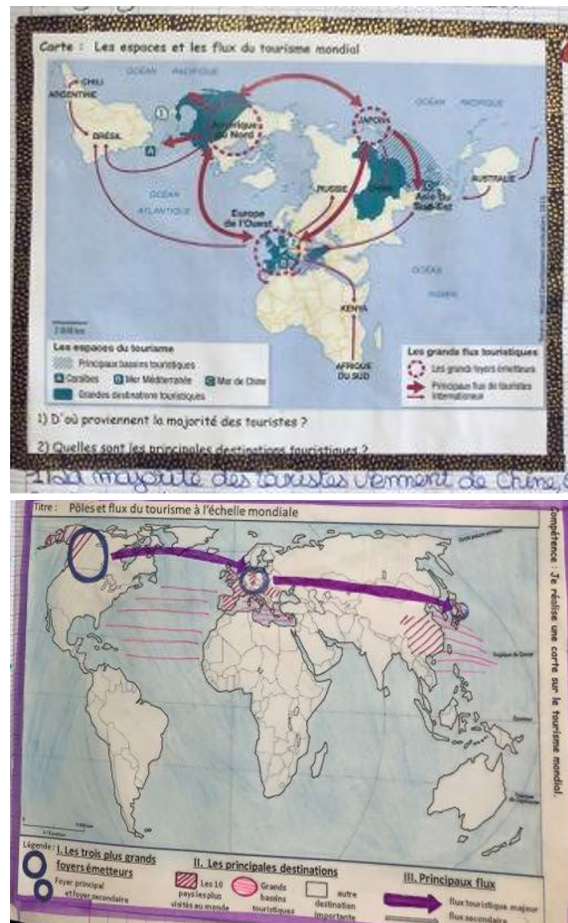 Carte : Les espaces et les flux du tourisme mondial
OCÉAN PACIFIQUE
CHILI
ARGENTINE
BRÉSIL
Amérique
du Nord
JAPON
OCÉAN PACIFIQUE
A
OCÉAN
ATLANTIQUE
RUSSIE
Asie du
Sud-Est
AUSTRALIE
Europe
de l'Ouest
OCÉAN
INDIEN
KENYA
AFRIQUE
DU SUD
Les espaces du tourisme
Principaux bassins touristiques
A Caraïbes B Mer Méditerranée C Mer de Chine
Grandes destinations touristiques
Les grands flux touristiques
Les grands foyers émetteurs
Principaux flux de touristes
internationaux
1) D'où proviennent la majorité des touristes ?
2) Quelles sont les principales destinations touristiques ?
1) La majorité des touristes viennent de Chine,
Titre : Pôles et flux du tourisme à l'échelle mondiale
Compétence : Je réalise une carte sur le tourisme mondial.
Tropique du Cancer
Équateur
Légende : I. Les trois plus grands
foyers émetteurs
Foyer principal
et foyer secondaire
II. Les principales destinations
Les 10
pays les plus
visités au monde
Grands
bassins
touristiques
autre
destination
importante
III. Principaux flux
flux touristique majeur
flux secondaire